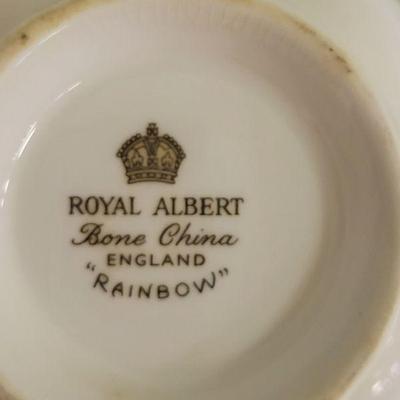 ROYAL ALBERT
Bone China
ENGLAND
"RAINBOW"